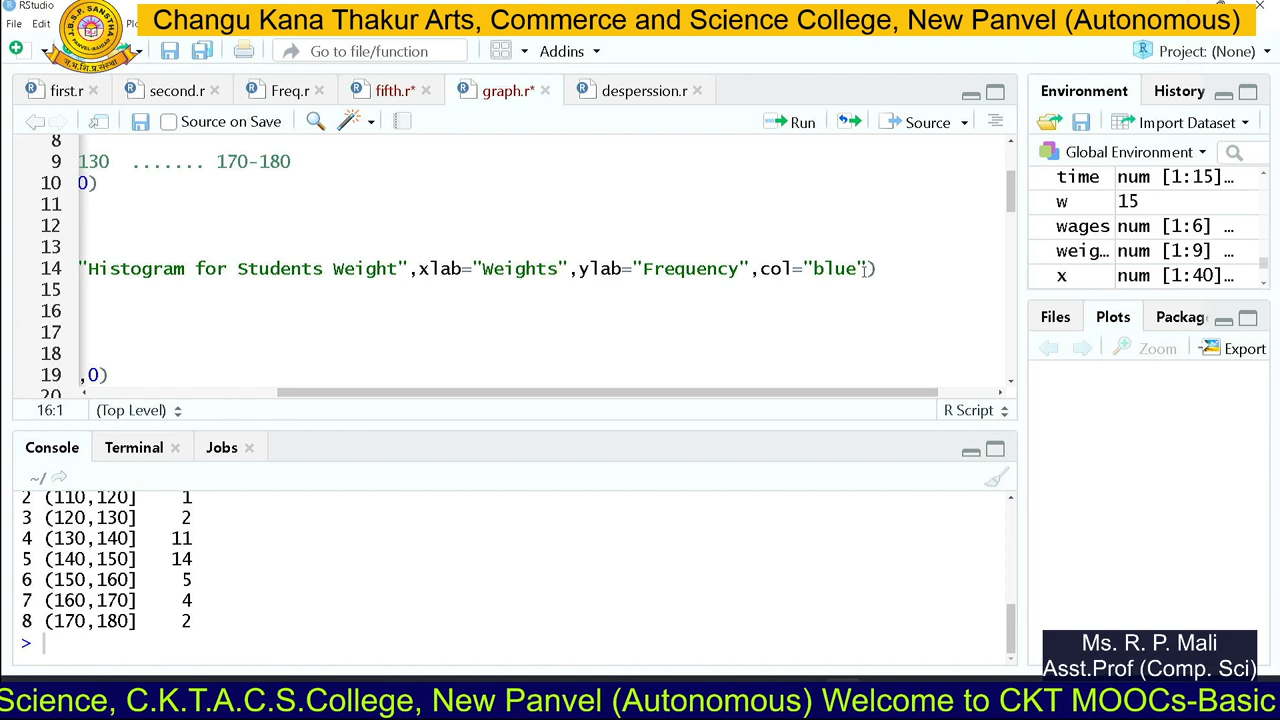 RStudio
Changu Kana Thakur Arts, Commerce and Science College, New Panvel (Autonomous)
File Edit
Go to file/function
Addins
Project: (None)
first.r
second.r
Freq.r
fifth.r*
graph.r*
desperssion.r
Source on Save
Run
Source
8
9 130 ....... 170-180
10 0)
11
12
13
14 "Histogram for Students Weight",xlab="Weights",ylab="Frequency",col="blue")
15
16
17
18
19 ,0)
20
16:1 (Top Level) R Script
Console Terminal Jobs
~/
2 (110,120] 1
3 (120,130] 2
4 (130,140] 11
5 (140,150] 14
6 (150,160] 5
7 (160,170] 4
8 (170,180] 2
>
Environment History
Import Dataset
Global Environment
time num [1:15]…
w 15
wages num [1:6] …
weig… num [1:9] …
x num [1:40]…
Files Plots Packag
Zoom Export
Ms. R. P. Mali
Asst.Prof (Comp. Sci)
Science, C.K.T.A.C.S.College, New Panvel (Autonomous) Welcome to CKT MOOCs-Basic